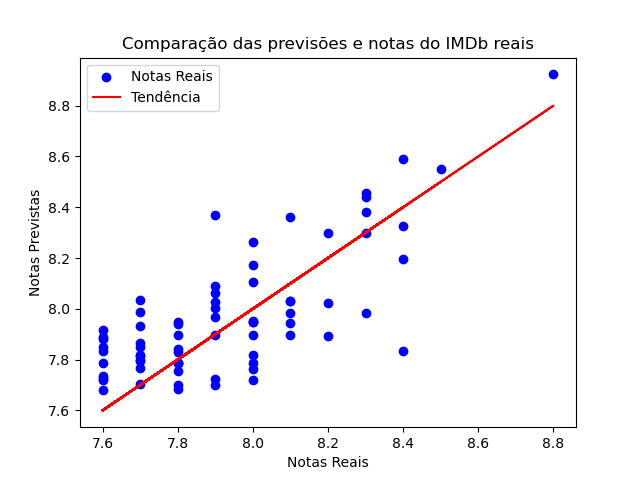 Comparação das previsões e notas do IMDb reais
Notas Reais
Tendência
Notas Previstas
8.8
8.6
8.4
8.2
8.0
7.8
7.6
7.6 7.8 8.0 8.2 8.4 8.6 8.8
Notas Reais